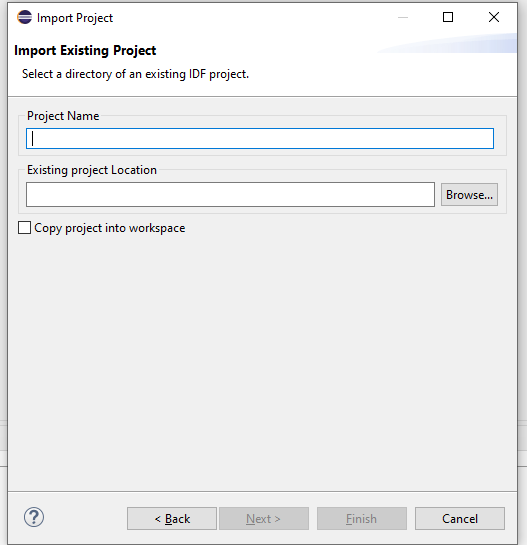 Import Project
Import Existing Project
Select a directory of an existing IDF project.
Project Name
Existing project Location
Browse...
Copy project into workspace
?
< Back
Next >
Finish
Cancel